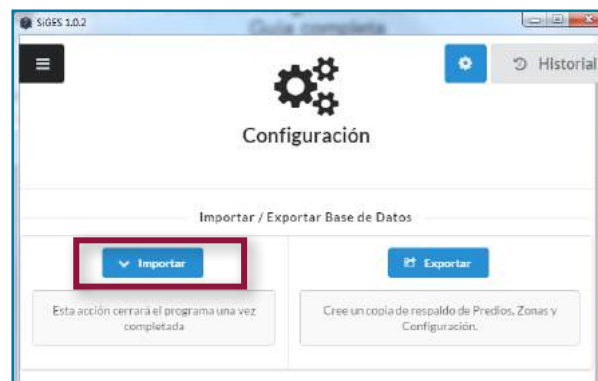 SiGES 1.0.2
Guía completa
Historial
Configuración
Importar / Exportar Base de Datos
Importar
Exportar
Esta acción cerrará el programa una vez
completada
Cree un copia de respaldo de Predios, Zonas y
Configuración.